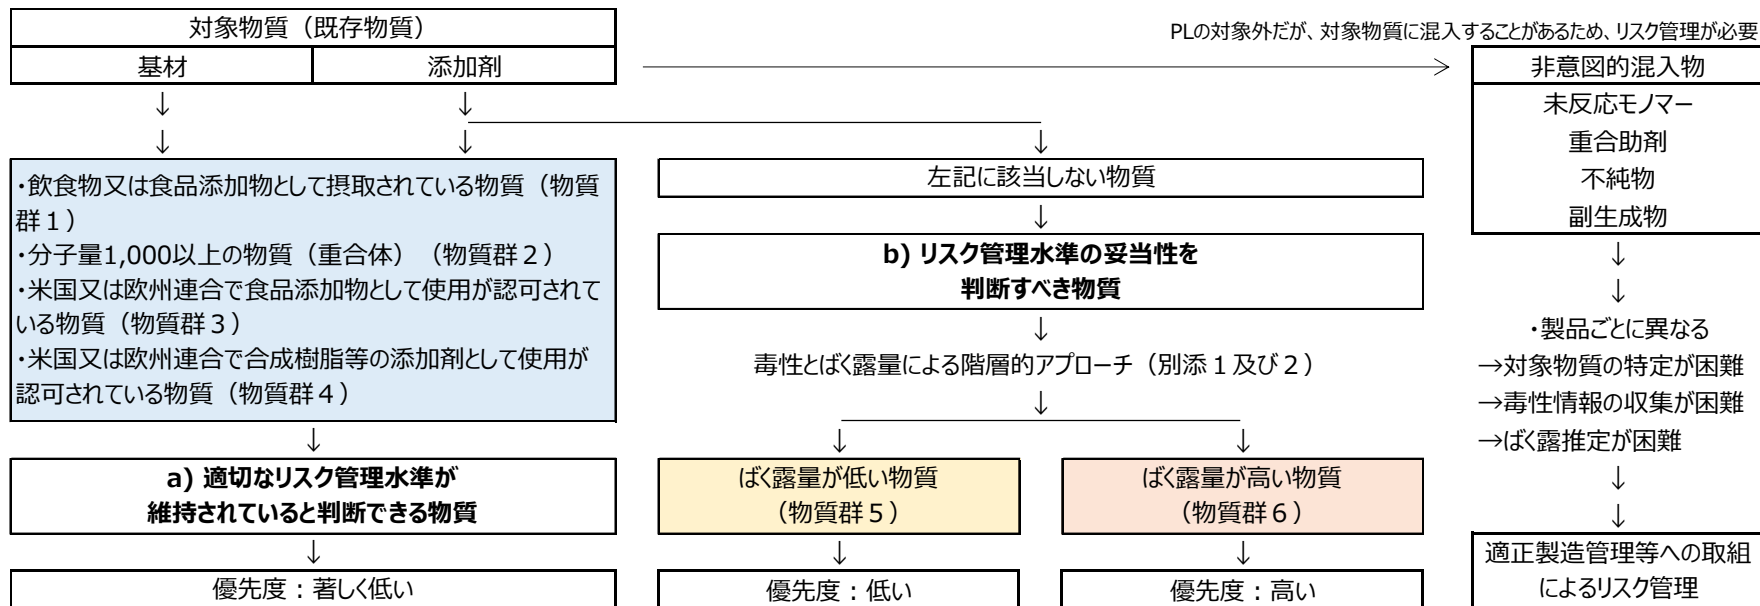 対象物質（既存物質）
基材
添加剤
↓
↓
↓
↓
・飲食物又は食品添加物として摂取されている物質（物質
群１）
・分子量1,000以上の物質（重合体）（物質群２）
・米国又は欧州連合で食品添加物として使用が認可されて
いる物質（物質群３）
・米国又は欧州連合で合成樹脂等の添加剤として使用が
認可されている物質（物質群４）
↓
a) 適切なリスク管理水準が
維持されていると判断できる物質
↓
優先度：著しく低い
↓
左記に該当しない物質
↓
b) リスク管理水準の妥当性を
判断すべき物質
↓
毒性とばく露量による階層的アプローチ（別添１及び２）
↓
↓
ばく露量が低い物質
（物質群５）
↓
優先度：低い
↓
ばく露量が高い物質
（物質群６）
↓
優先度：高い
PLの対象外だが、対象物質に混入することがあるため、リスク管理が必要
非意図的混入物
未反応モノマー
重合助剤
不純物
副生成物
↓
↓
・製品ごとに異なる
→対象物質の特定が困難
→毒性情報の収集が困難
→ばく露推定が困難
↓
↓
適正製造管理等への取組
によるリスク管理